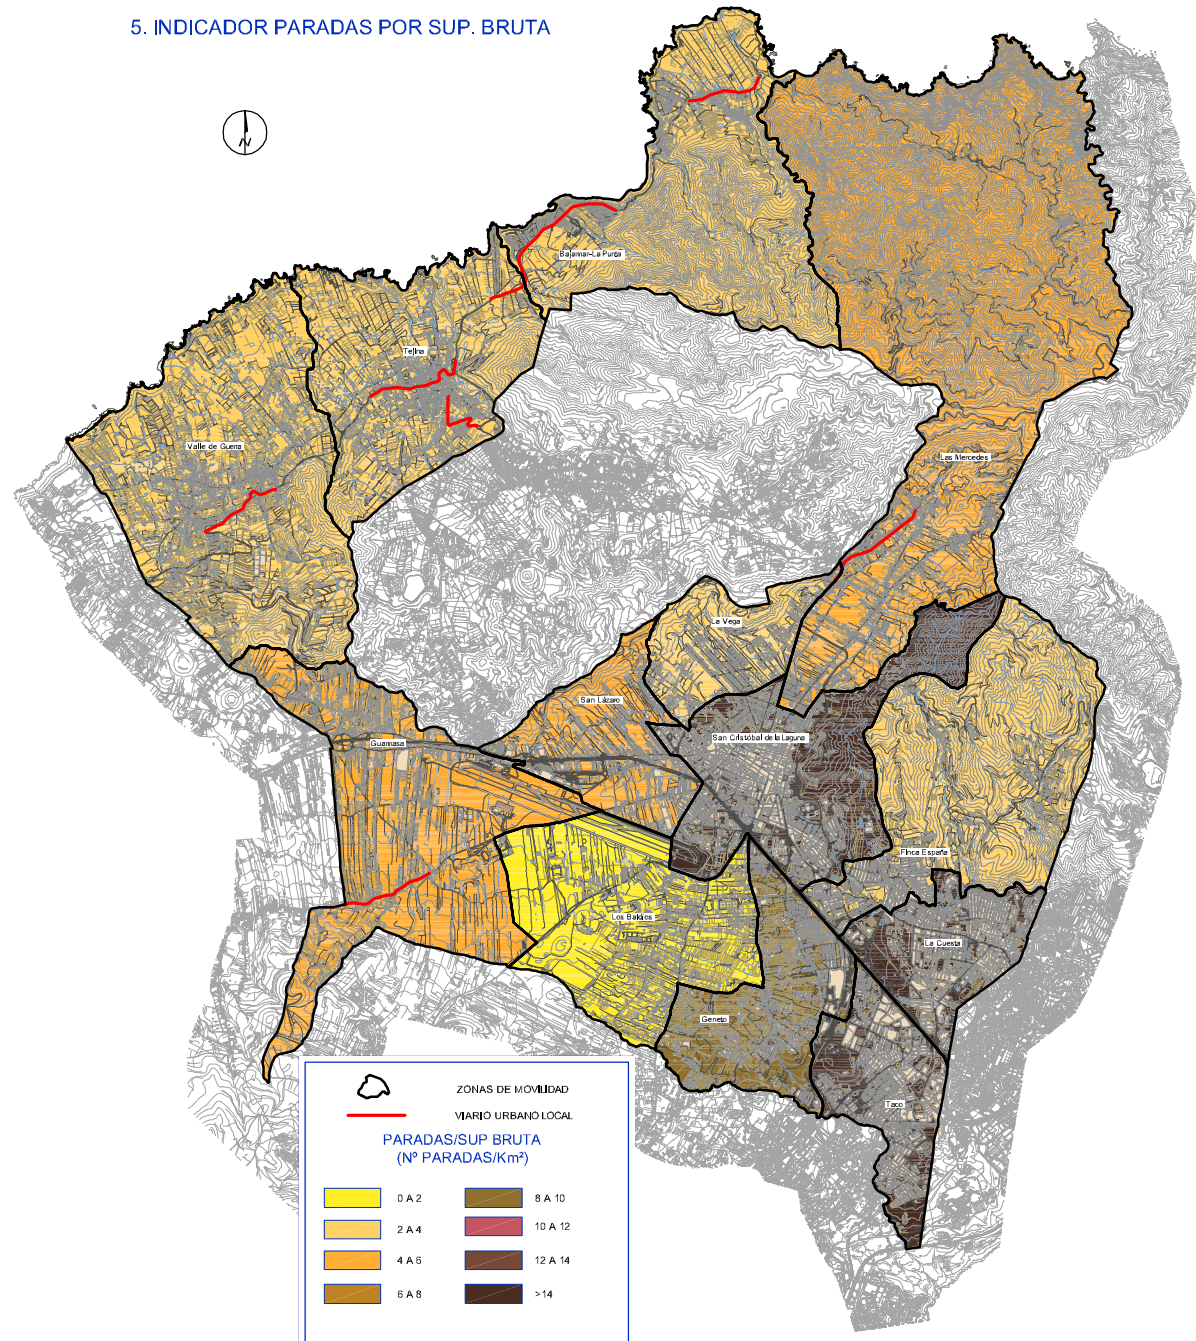 5. INDICADOR PARADAS POR SUP. BRUTA
N
Bajamar-La Punta
Tejina
Valle de Guerra
Las Mercedes
La Vega
San Lázaro
San Cristóbal de la Laguna
Guamasa
Finca España
Los Baldíos
La Cuesta
Geneto
Taco
ZONAS DE MOVILIDAD
VIARIO URBANO LOCAL
PARADAS/SUP BRUTA
(Nº PARADAS/Km²)
0 A 2
8 A 10
2 A 4
10 A 12
4 A 6
12 A 14
6 A 8
>14